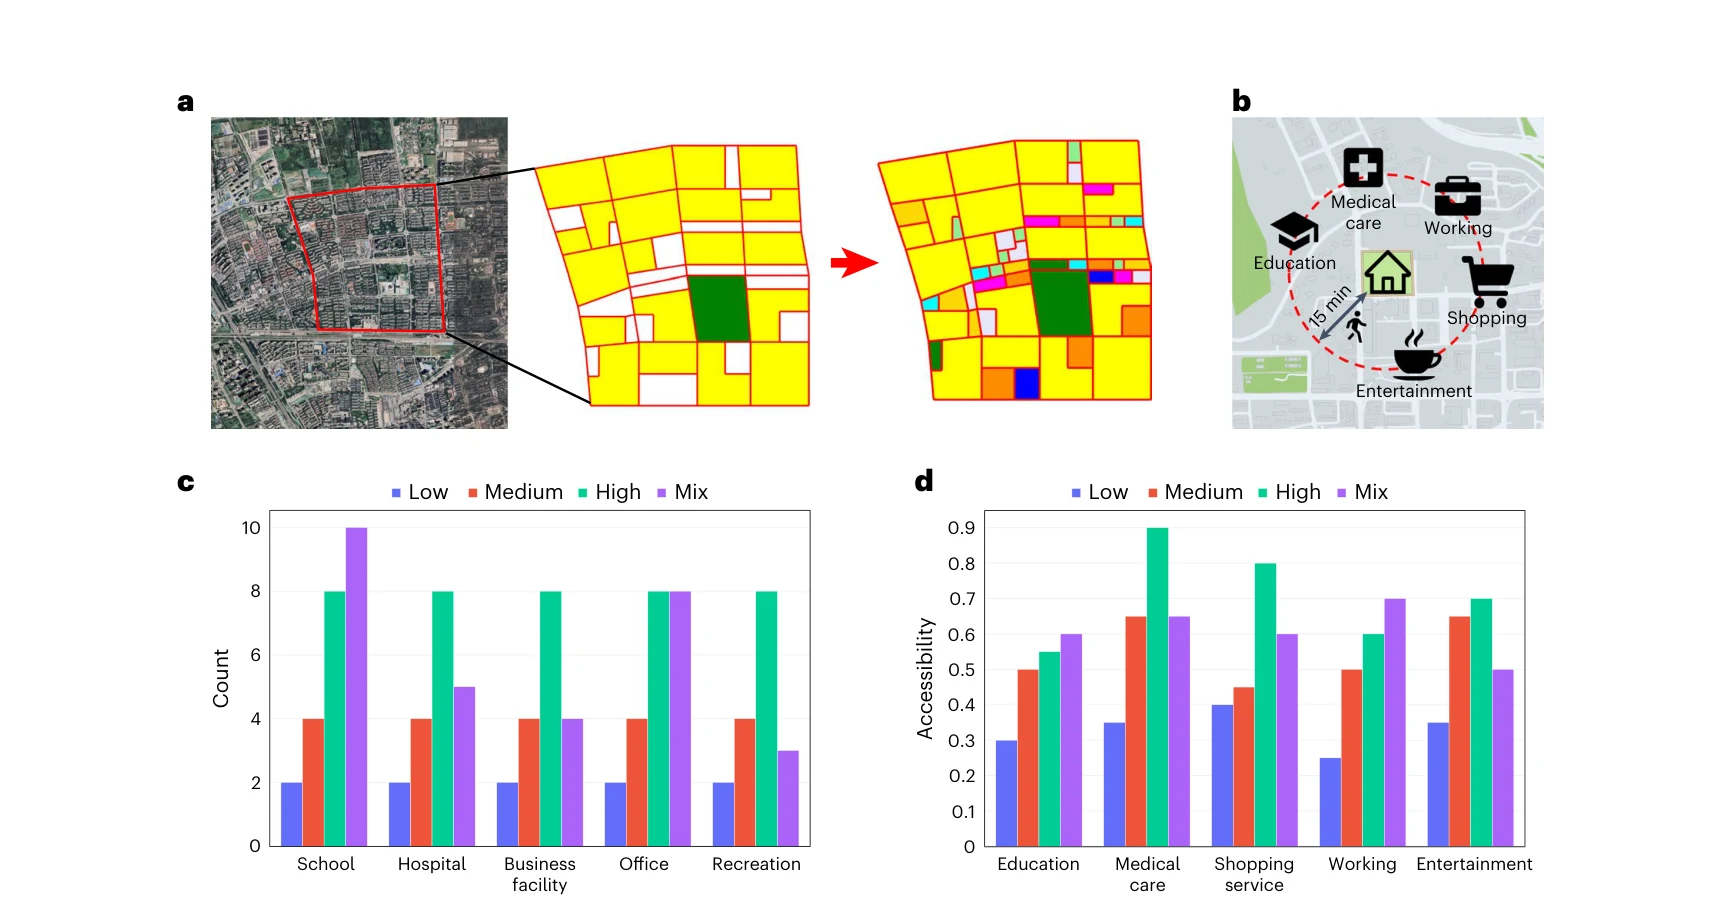 a
b
Medical
care
Working
Education
15 min
Shopping
Entertainment
c
Low Medium High Mix
Count
10
8
6
4
2
0
School Hospital Business
facility Office Recreation
d
Low Medium High Mix
Accessibility
0.9
0.8
0.7
0.6
0.5
0.4
0.3
0.2
0.1
0
Education Medical
care Shopping
service Working Entertainment